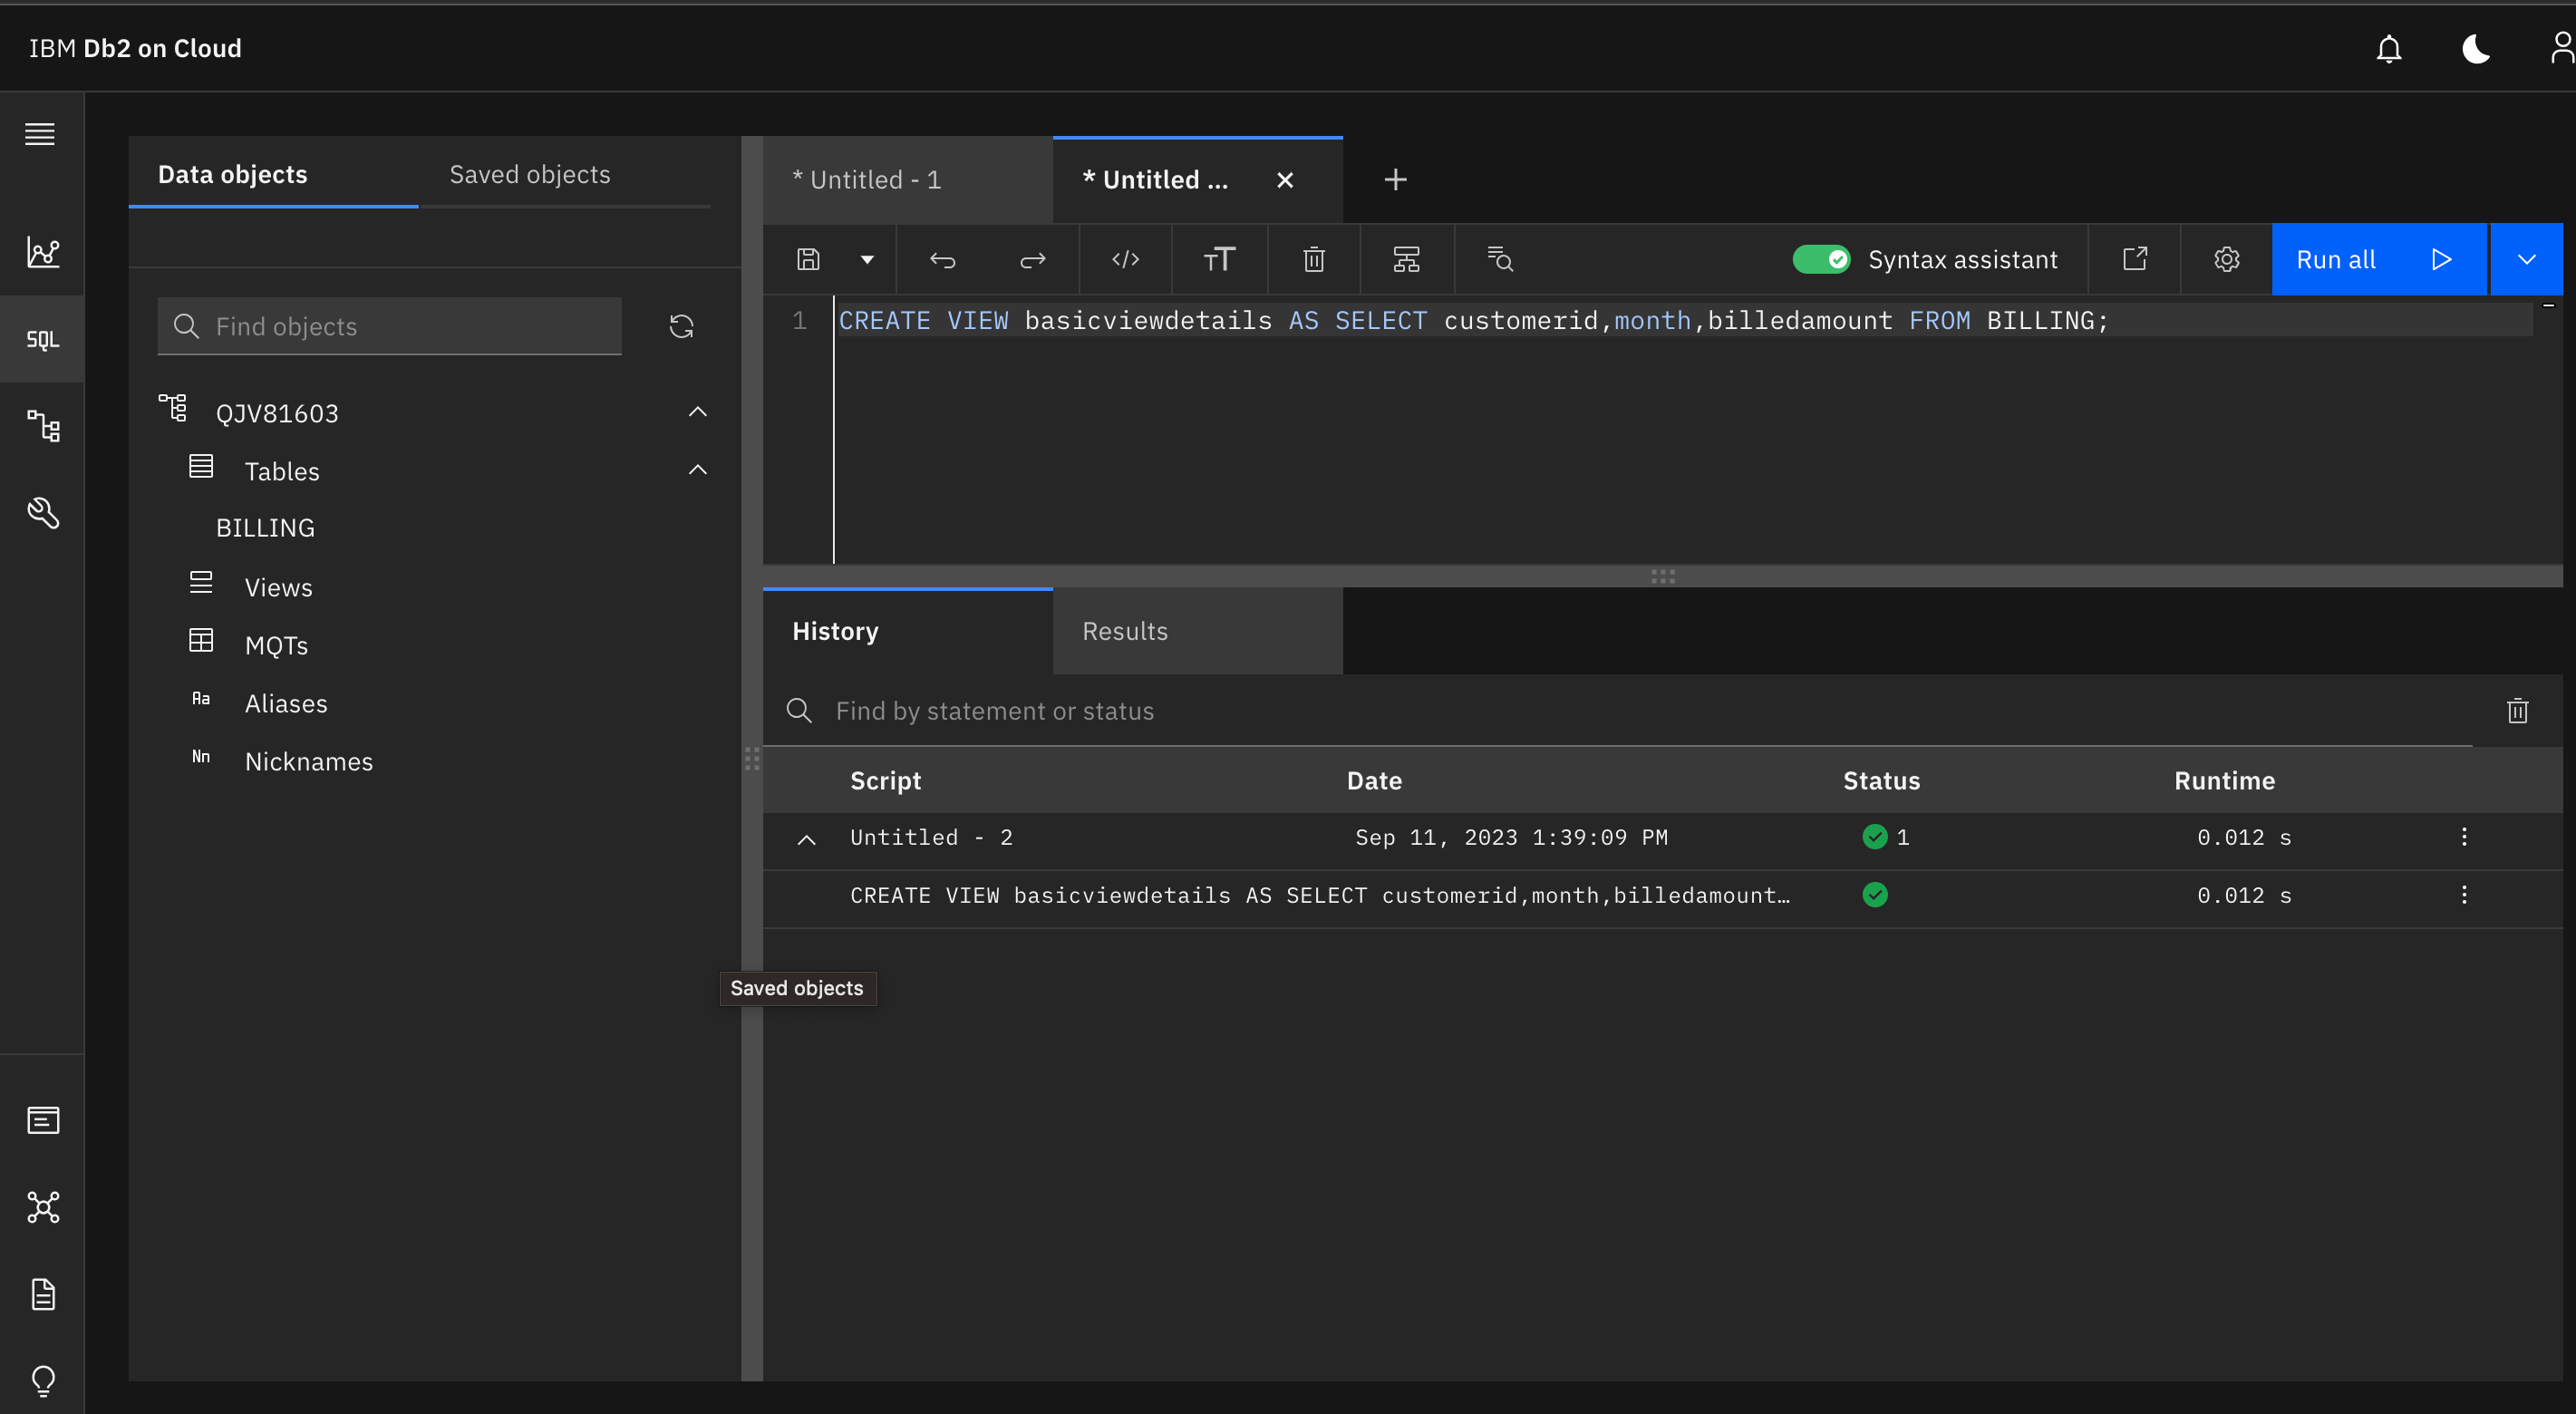 IBM Db2 on Cloud
Data objects
Saved objects
Find objects
SQL
QJV81603
Tables
BILLING
Views
MQTs
Aa Aliases
Nn Nicknames
* Untitled - 1
* Untitled ...
TT
Syntax assistant
Run all
1 CREATE VIEW basicviewdetails AS SELECT customerid,month,billedamount FROM BILLING;
History
Results
Find by statement or status
Script Date Status Runtime
Untitled - 2 Sep 11, 2023 1:39:09 PM 1 0.012 s
CREATE VIEW basicviewdetails AS SELECT customerid,month,billedamount… 0.012 s
Saved objects